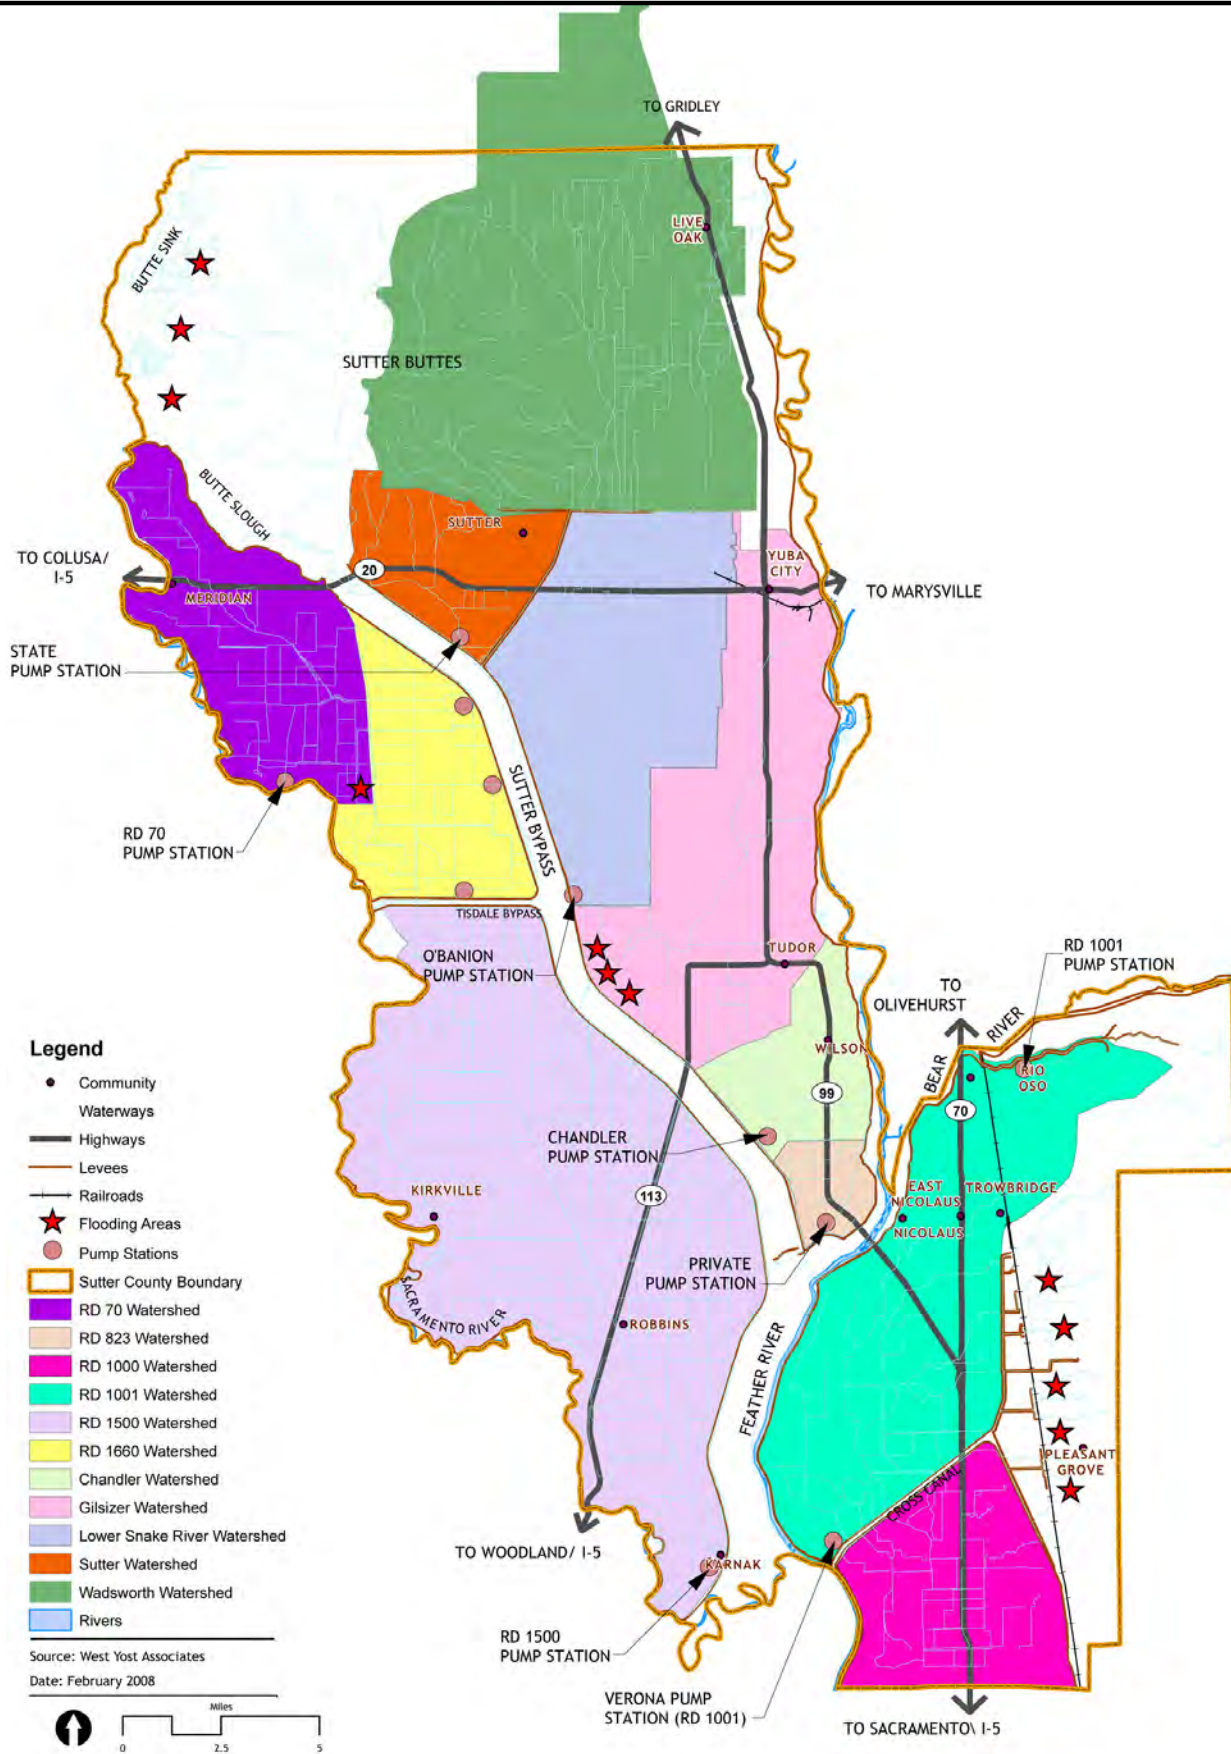 TO GRIDLEY
LIVE
OAK
BUTTE SINK
SUTTER BUTTES
BUTTE SLOUGH
SUTTER
TO COLUSA/
I-5
20
YUBA
CITY
TO MARYSVILLE
MERIDIAN
STATE
PUMP STATION
SUTTER BYPASS
RD 70
PUMP STATION
TISDALE BYPASS
O'BANION
PUMP STATION
TUDOR
RD 1001
PUMP STATION
TO
OLIVEHURST
BEAR
RIVER
WILSON
RIO
OSO
99
70
CHANDLER
PUMP STATION
113
KIRKVILLE
EAST
NICOLAUS
TROWBRIDGE
NICOLAUS
PRIVATE
PUMP STATION
SACRAMENTO RIVER
ROBBINS
FEATHER RIVER
PLEASANT
GROVE
CROSS CANAL
TO WOODLAND/ I-5
KARNAK
RD 1500
PUMP STATION
VERONA PUMP
STATION (RD 1001)
TO SACRAMENTO\ I-5
Legend
Community
Waterways
Highways
Levees
Railroads
Flooding Areas
Pump Stations
Sutter County Boundary
RD 70 Watershed
RD 823 Watershed
RD 1000 Watershed
RD 1001 Watershed
RD 1500 Watershed
RD 1660 Watershed
Chandler Watershed
Gilsizer Watershed
Lower Snake River Watershed
Sutter Watershed
Wadsworth Watershed
Rivers
Source: West Yost Associates
Date: February 2008
Miles
0 2.5 5